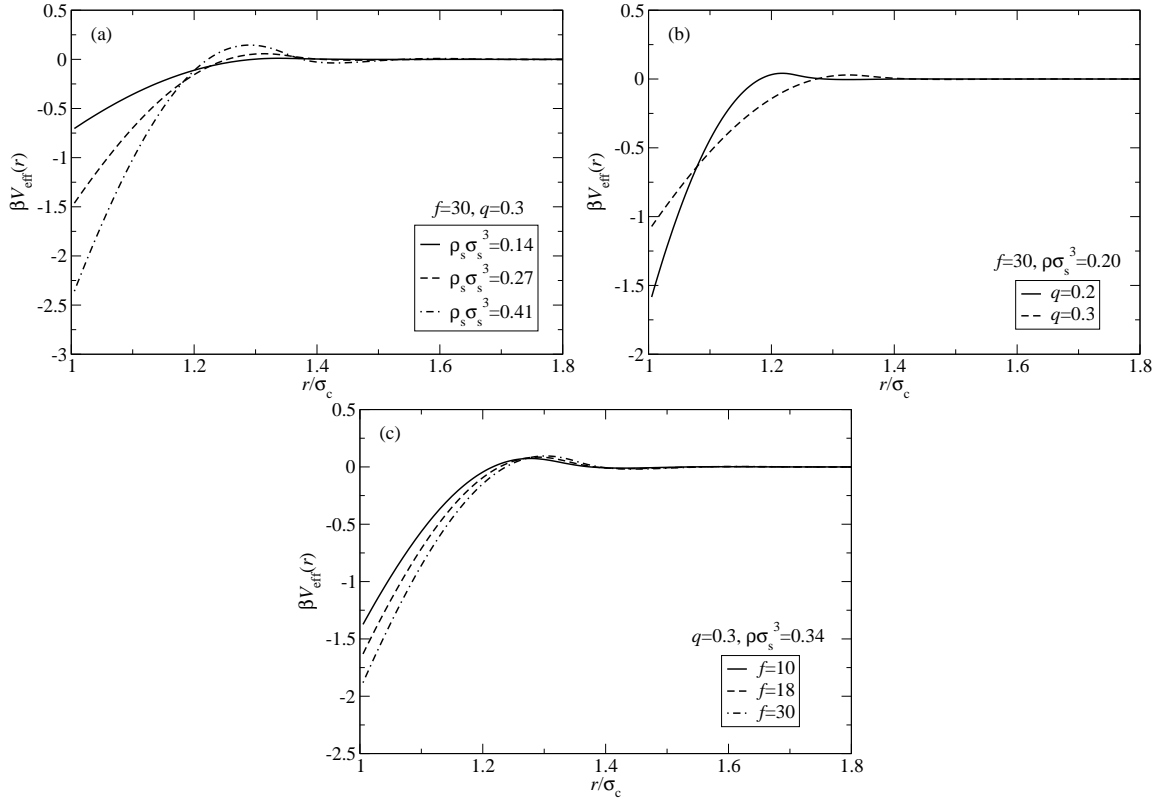 (a)
0.5
0
-0.5
-1
-1.5
-2
-2.5
-3
βV_eff(r)
f=30, q=0.3
ρ_sσ_s^3=0.14
ρ_sσ_s^3=0.27
ρ_sσ_s^3=0.41
1 1.2 1.4 1.6 1.8
r/σ_c
(b)
0.5
0
-0.5
-1
-1.5
-2
βV_eff(r)
f=30, ρσ_s^3=0.20
q=0.2
q=0.3
1 1.2 1.4 1.6 1.8
r/σ_c
(c)
0.5
0
-0.5
-1
-1.5
-2
-2.5
βV_eff(r)
q=0.3, ρσ_s^3=0.34
f=10
f=18
f=30
1 1.2 1.4 1.6 1.8
r/σ_c